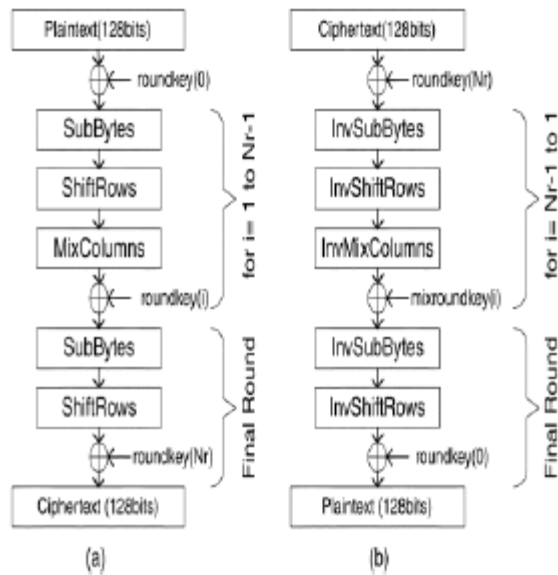 Plaintext(128bits)
roundkey(0)
SubBytes
ShiftRows
MixColumns
roundkey(i)
for i= 1 to Nr-1
SubBytes
ShiftRows
roundkey(Nr)
Final Round
Ciphertext (128bits)
(a)
Ciphertext(128bits)
roundkey(Nr)
InvSubBytes
InvShiftRows
InvMixColumns
mixroundkey(i)
for i= Nr-1 to 1
InvSubBytes
InvShiftRows
roundkey(0)
Final Round
Plaintext (128bits)
(b)